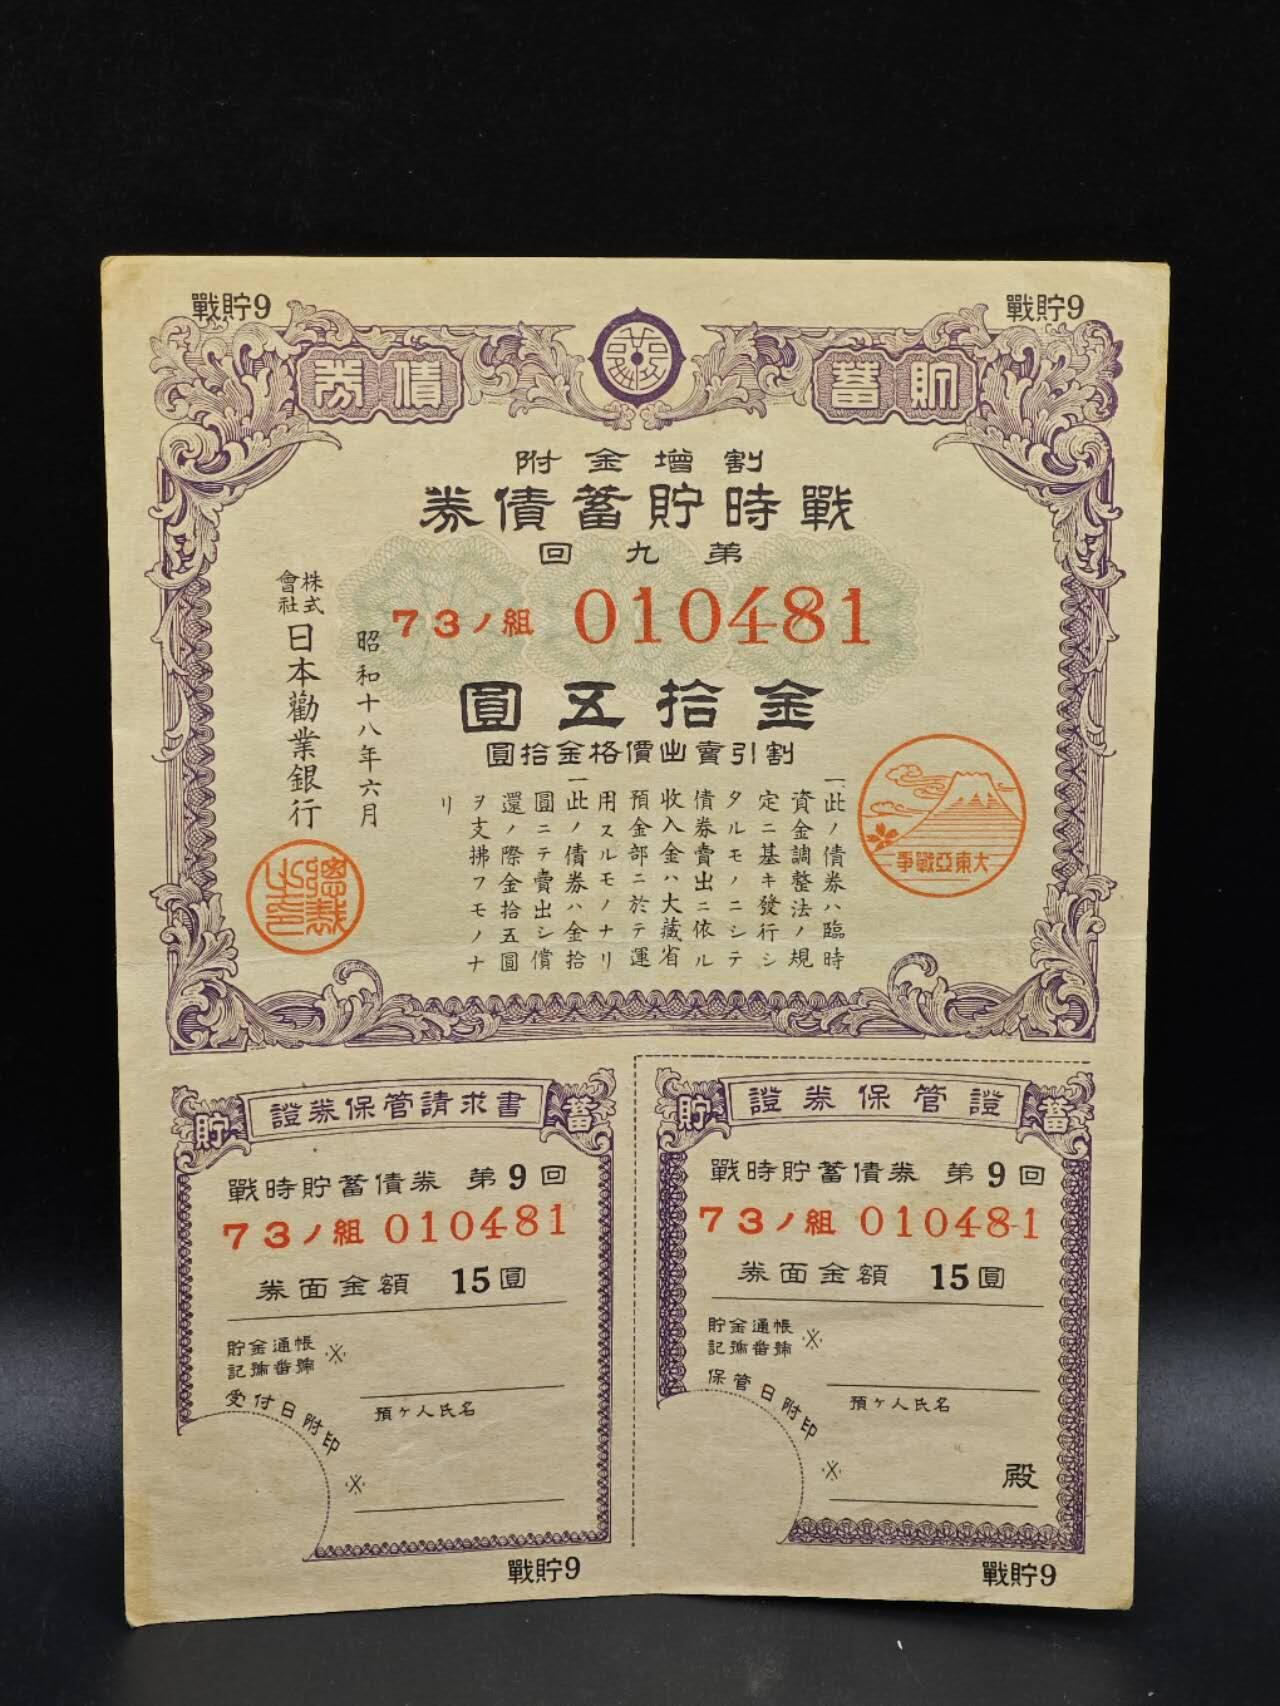 戰貯9
戰貯9
貯蓄
債券
割增金附
戰時貯蓄債券
第九回
73ノ組 010481
金拾五圓
割引賣出價格金拾圓
大東亞戰爭
一、此ノ債券ハ臨時
資金調整法ノ規
定ニ基キ發行シ
タルモノニシテ
債券賣出ニ依ル
收入金ハ大藏省
預金部ニ於テ運
用スルモノナリ
一、此ノ債券ハ金拾
圓ニテ賣出シ償
還ノ際金拾五圓
ヲ支拂フモノナ
リ
昭和十八年六月
株式會社日本勸業銀行
總裁之印
貯
證券保管請求書
蓄
戰時貯蓄債券 第9回
73ノ組 010481
券面金額 15圓
貯金通帳
記號番號
※
受付日附印
預ケ人氏名
※
戰貯9
貯
證券保管證
蓄
戰時貯蓄債券 第9回
73ノ組 010481
券面金額 15圓
貯金通帳
記號番號
※
保管日附印
預ケ人氏名
※
殿
戰貯9